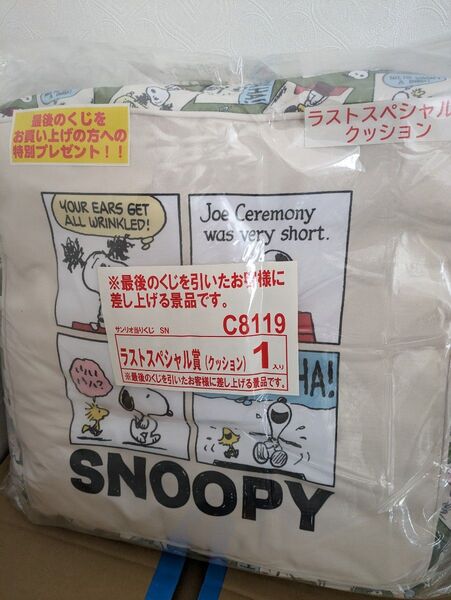 最後のくじを
お買い上げの方への
特別プレゼント！！
ラストスペシャル
クッション
YOUR EARS GET
ALL WRINKLED!
Joe Ceremony
was very short.
※最後のくじを引いたお客様に
差し上げる景品です。
サンリオ当りくじ SN
C8119
ラストスペシャル賞(クッション) 1入り
※最後のくじを引いたお客様に差し上げる景品です。
HA!
SNOOPY